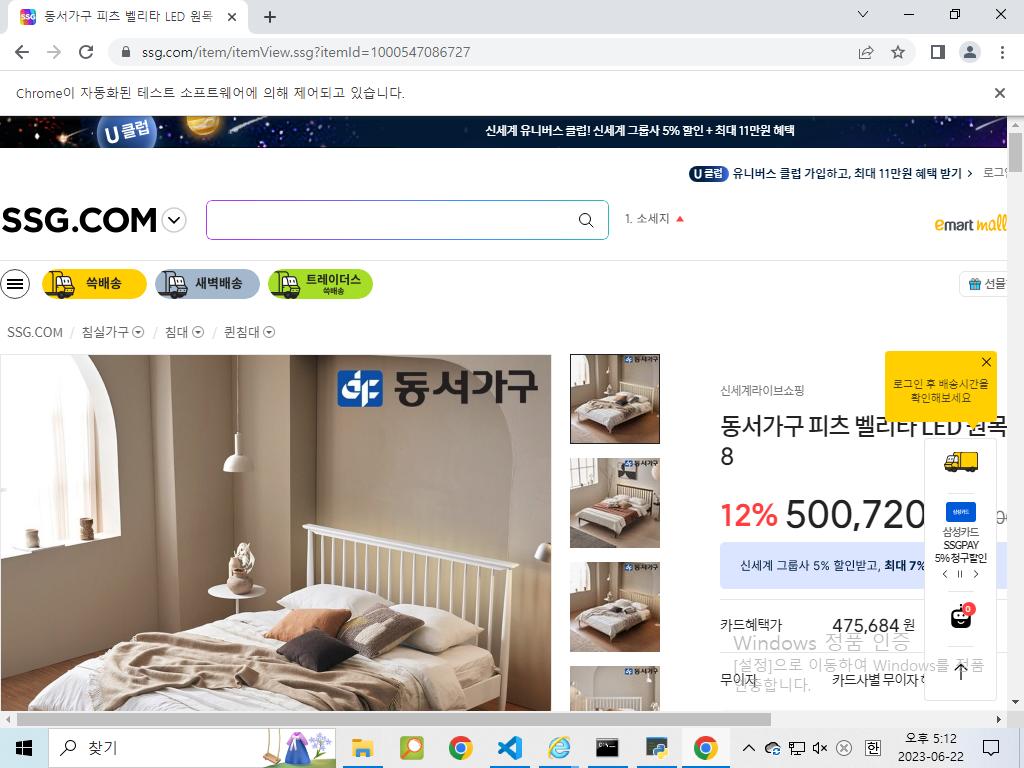 동서가구 피츠 벨리타 LED 원목
ssg.com/item/itemView.ssg?itemId=1000547086727
Chrome이 자동화된 테스트 소프트웨어에 의해 제어되고 있습니다.
U 클럽
신세계 유니버스 클럽! 신세계 그룹사 5% 할인 + 최대 11만원 혜택
U 클럽 유니버스 클럽 가입하고, 최대 11만원 혜택 받기
SSG.COM
1. 소세지
emart mall
쓱배송
새벽배송
트레이더스
쓱배송
선물
SSG.COM / 침실가구 / 침대 / 퀸침대
동서가구
로그인 후 배송시간을
확인해보세요
신세계라이브쇼핑
동서가구 피츠 벨리타 LED 원목
8
12% 500,720
신세계 그룹사 5% 할인받고, 최대 7%
삼성카드
삼성카드
SSGPAY
5% 청구할인
0
카드혜택가 475,684 원
무이자 카드사별 무이자
Windows 정품 인증
[설정]으로 이동하여 Windows를 정품
인증합니다.
찾기
한
오후 5:12
2023-06-22